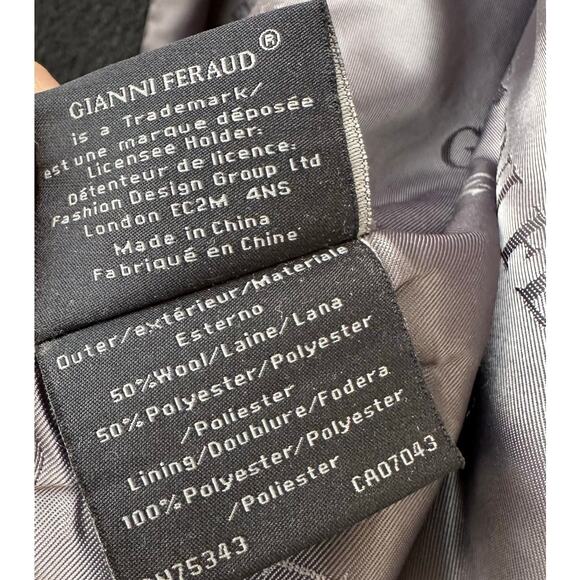 GIANNI FERAUD ®
is a Trademark/
est une marque déposée
Licensee Holder:
Détenteur de licence:
Fashion Design Group Ltd
London EC2M 4NS
Made in China
Fabriqué en Chine
Outer/extérieur/Materiale
Esterno
50%Wool/Laine/Lana
50%Polyester/Polyester
/Poliester
Lining/Doublure/Fodera
100%Polyester/Polyester
/Poliester
CA07043
N75343
G